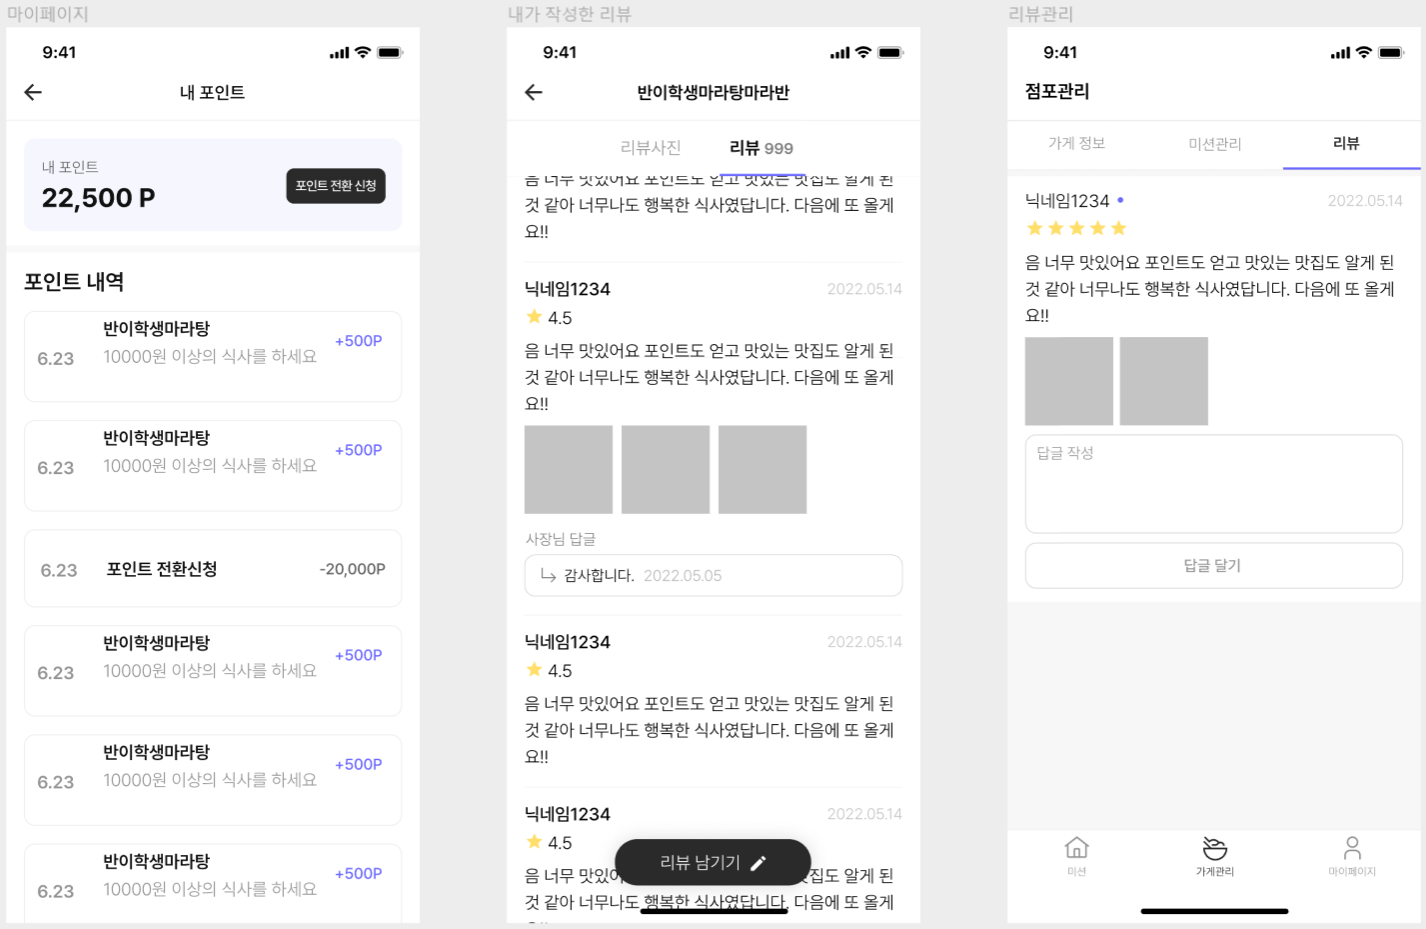 마이페이지
9:41
내 포인트
내 포인트
22,500 P
포인트 전환 신청
포인트 내역
반이학생마라탕
6.23
10000원 이상의 식사를 하세요
+500P
반이학생마라탕
6.23
10000원 이상의 식사를 하세요
+500P
6.23
포인트 전환신청
-20,000P
반이학생마라탕
6.23
10000원 이상의 식사를 하세요
+500P
반이학생마라탕
6.23
10000원 이상의 식사를 하세요
+500P
반이학생마라탕
6.23
10000원 이상의 식사를 하세요
+500P
내가 작성한 리뷰
9:41
반이학생마라탕마라반
리뷰사진
리뷰 999
음 너무 맛있어요 포인트도 얻고 맛있는 맛집도 알게 된
것 같아 너무나도 행복한 식사였답니다. 다음에 또 올게
요!!
닉네임1234
2022.05.14
4.5
음 너무 맛있어요 포인트도 얻고 맛있는 맛집도 알게 된
것 같아 너무나도 행복한 식사였답니다. 다음에 또 올게
요!!
사장님 답글
감사합니다. 2022.05.05
닉네임1234
2022.05.14
4.5
음 너무 맛있어요 포인트도 얻고 맛있는 맛집도 알게 된
것 같아 너무나도 행복한 식사였답니다. 다음에 또 올게
요!!
닉네임1234
2022.05.14
4.5
리뷰 남기기
음 너무 맛집도 알게 된
것 같아 너무나도 행복한 식사였답니다. 다음에 또 올게
리뷰관리
9:41
점포관리
가게 정보
미션관리
리뷰
닉네임1234
2022.05.14
음 너무 맛있어요 포인트도 얻고 맛있는 맛집도 알게 된
것 같아 너무나도 행복한 식사였답니다. 다음에 또 올게
요!!
답글 작성
답글 달기
미션
가게관리
마이페이지